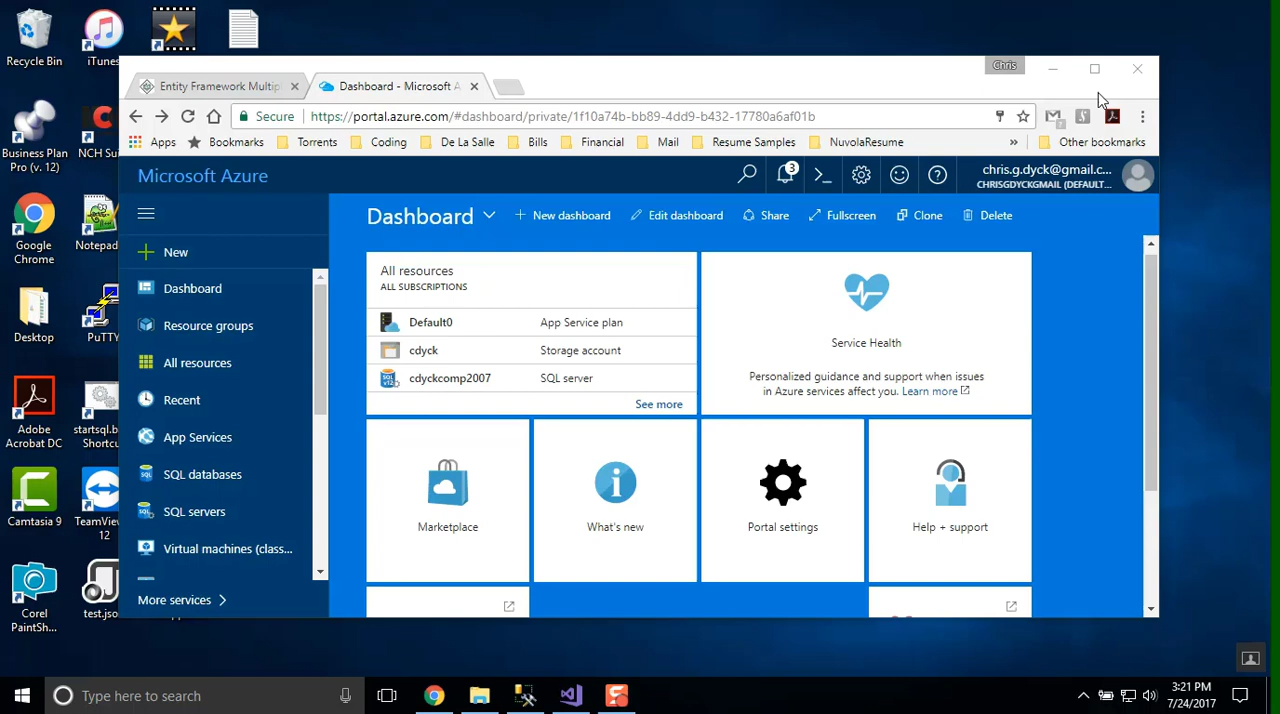 Recycle Bin
iTunes
Business Plan
Pro (v. 12)
NCH Su
Google
Chrome
Notepad
Desktop
PuTTY
Adobe
Acrobat DC
startsql.b
Shortcu
Camtasia 9
TeamView
12
Corel
PaintSh...
test.jso
Chris
Entity Framework Multip
Dashboard - Microsoft A
Secure
https://portal.azure.com/#dashboard/private/1f10a74b-bb89-4dd9-b432-17780a6af01b
Apps
Bookmarks
Torrents
Coding
De La Salle
Bills
Financial
Mail
Resume Samples
NuvolaResume
»
Other bookmarks
Microsoft Azure
3
chris.g.dyck@gmail.c...
CHRISGDYCKGMAIL (DEFAULT...
New
Dashboard
Resource groups
All resources
Recent
App Services
SQL databases
SQL servers
Virtual machines (class...
More services
Dashboard
New dashboard
Edit dashboard
Share
Fullscreen
Clone
Delete
All resources
ALL SUBSCRIPTIONS
Default0 App Service plan
cdyck Storage account
cdyckcomp2007 SQL server
See more
Service Health
Personalized guidance and support when issues
in Azure services affect you. Learn more
Marketplace
What's new
Portal settings
Help + support
Type here to search
3:21 PM
7/24/2017